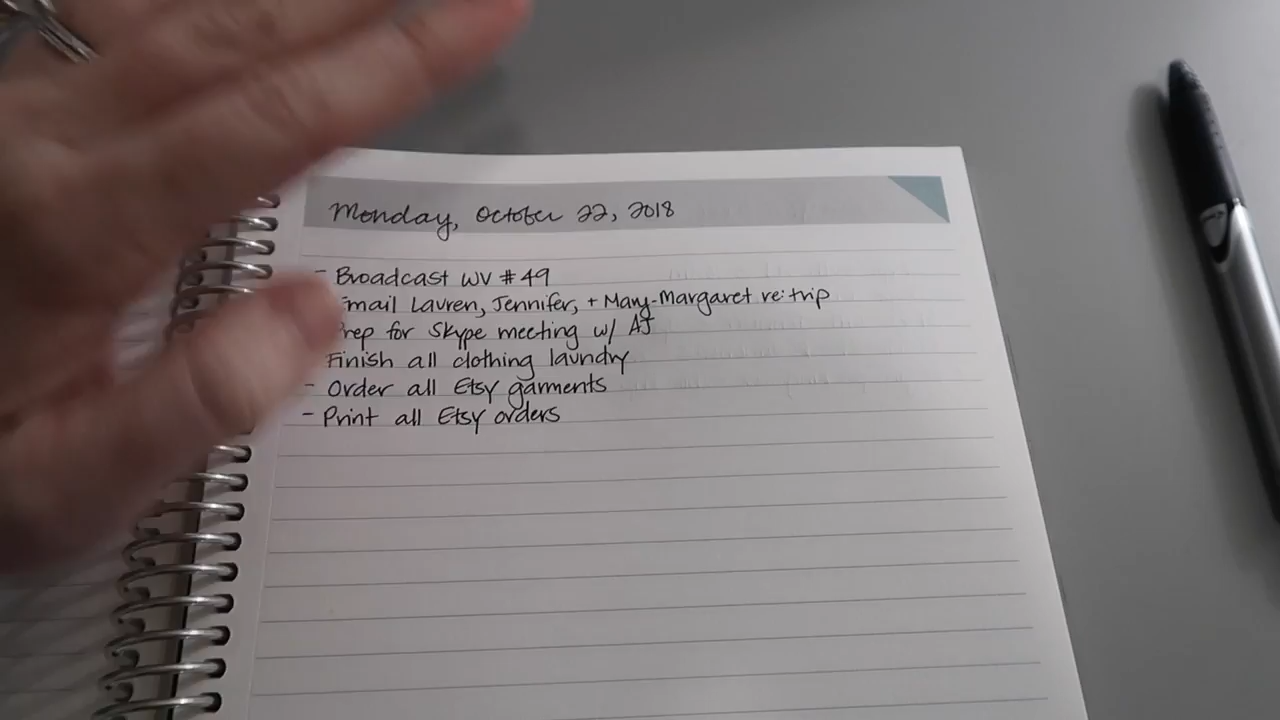 Monday, October 22, 2018
- Broadcast WV #49
Email Lauren, Jennifer, + Mary-Margaret re: trip
Prep for Skype meeting w/ AJ
Finish all clothing laundry
- Order all Etsy garments
- Print all Etsy orders